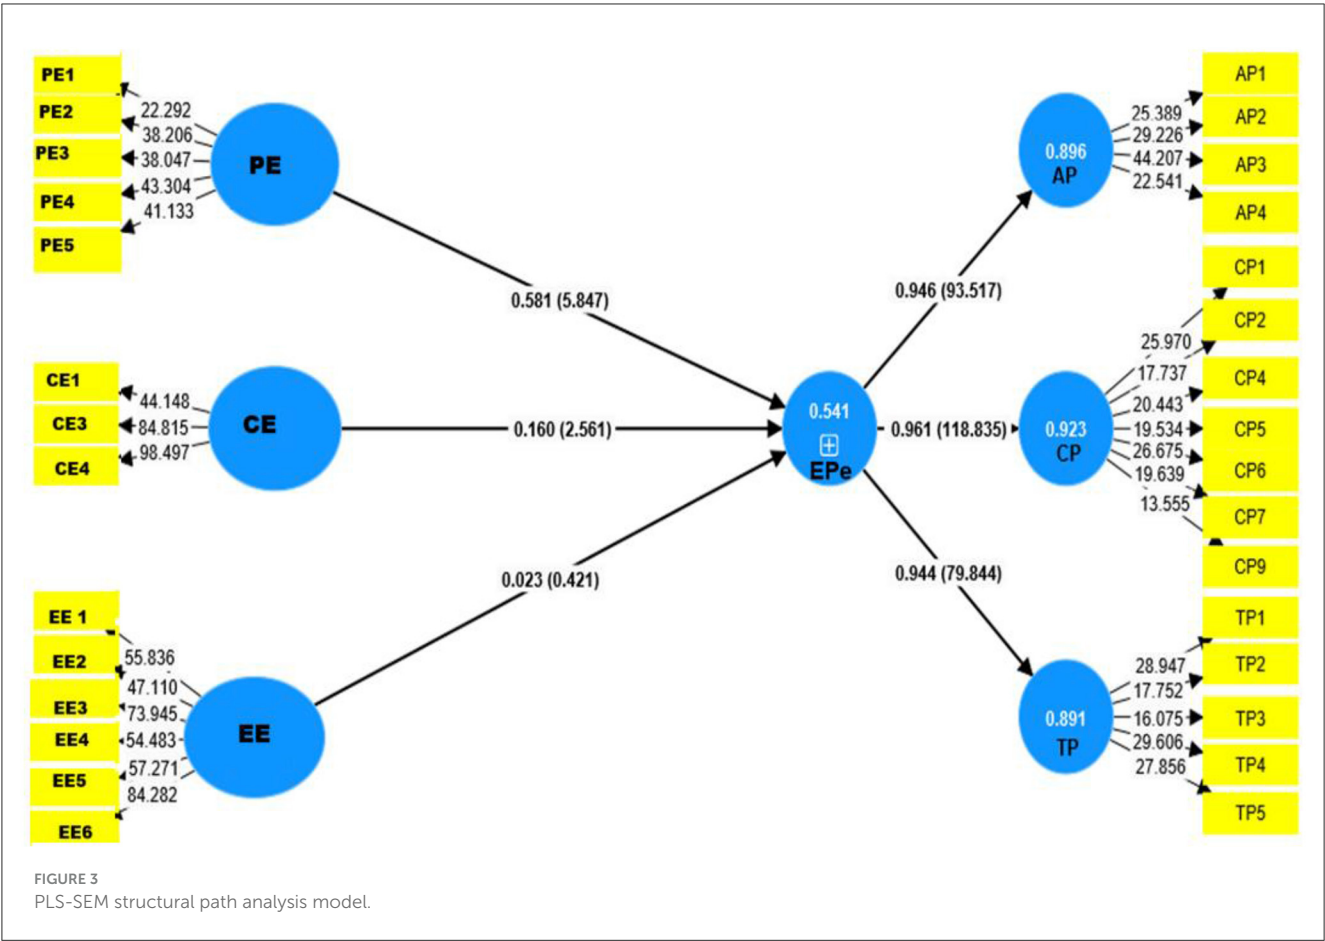 PE1
PE2
PE3
PE4
PE5
22.292
38.206
38.047
43.304
41.133
PE
CE1
CE3
CE4
44.148
84.815
98.497
CE
EE 1
EE2
EE3
EE4
EE5
EE6
55.836
47.110
73.945
54.483
57.271
84.282
EE
0.581 (5.847)
0.160 (2.561)
0.023 (0.421)
0.541
EPe
0.946 (93.517)
0.961 (118.835)
0.944 (79.844)
0.896
AP
25.389
29.226
44.207
22.541
AP1
AP2
AP3
AP4
0.923
CP
25.970
17.737
20.443
19.534
26.675
19.639
13.555
CP1
CP2
CP4
CP5
CP6
CP7
CP9
0.891
TP
28.947
17.752
16.075
29.606
27.856
TP1
TP2
TP3
TP4
TP5
FIGURE 3
PLS-SEM structural path analysis model.